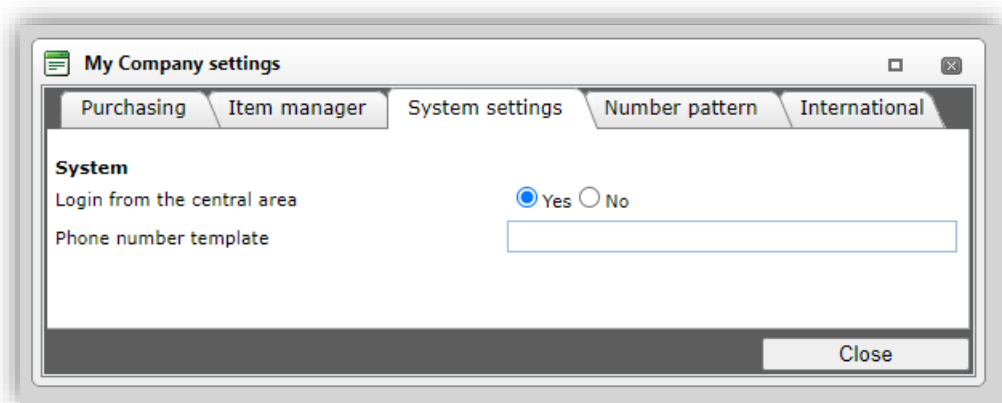 My Company settings
Purchasing Item manager System settings Number pattern International
System
Login from the central area Yes No
Phone number template
Close